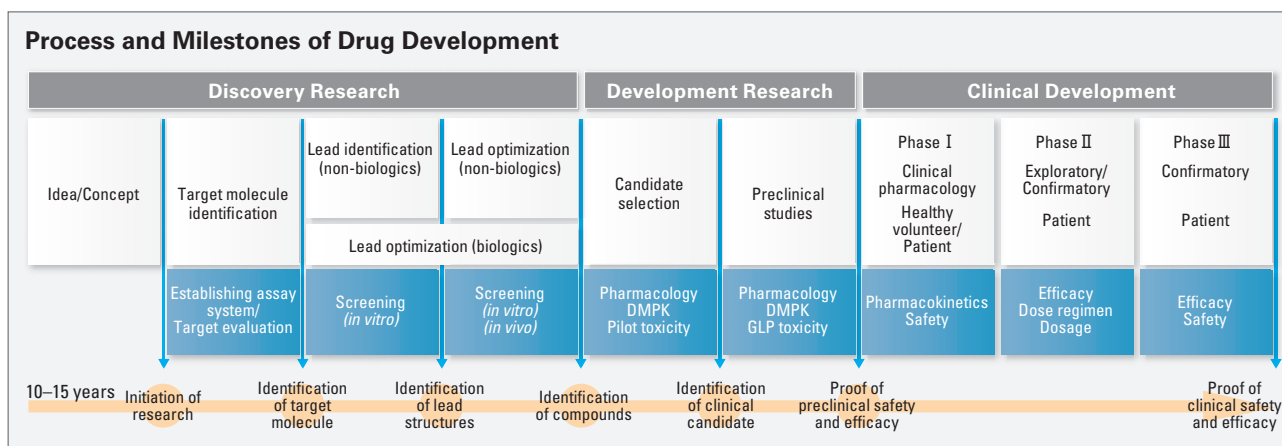 Process and Milestones of Drug Development
Discovery Research
Development Research
Clinical Development
Idea/Concept
Target molecule
identification
Lead identification
(non-biologics)
Lead optimization
(non-biologics)
Lead optimization (biologics)
Candidate
selection
Preclinical
studies
Phase Ⅰ
Clinical
pharmacology
Healthy
volunteer/
Patient
Phase Ⅱ
Exploratory/
Confirmatory
Patient
Phase Ⅲ
Confirmatory
Patient
Establishing assay
system/
Target evaluation
Screening
(in vitro)
Screening
(in vitro)
(in vivo)
Pharmacology
DMPK
Pilot toxicity
Pharmacology
DMPK
GLP toxicity
Pharmacokinetics
Safety
Efficacy
Dose regimen
Dosage
Efficacy
Safety
10–15 years
Initiation of
research
Identification
of target
molecule
Identification
of lead
structures
Identification
of compounds
Identification
of clinical
candidate
Proof of
preclinical safety
and efficacy
Proof of
clinical safety
and efficacy